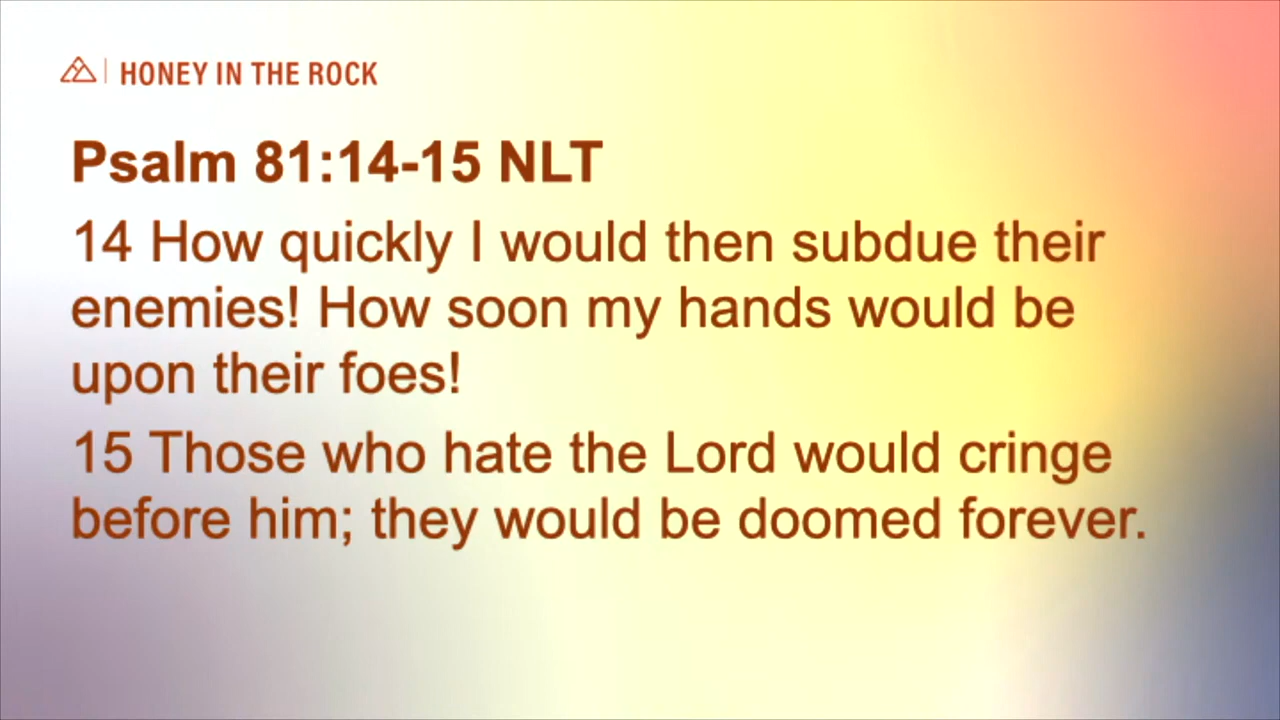 HONEY IN THE ROCK
Psalm 81:14-15 NLT
14 How quickly I would then subdue their
enemies! How soon my hands would be
upon their foes!
15 Those who hate the Lord would cringe
before him; they would be doomed forever.